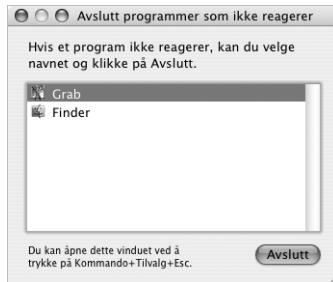 Avslutt programmer som ikke reagerer
Hvis et program ikke reagerer, kan du velge
navnet og klikke på Avslutt.
Grab
Finder
Du kan åpne dette vinduet ved å
trykke på Kommando+Tilvalg+Esc.
Avslutt